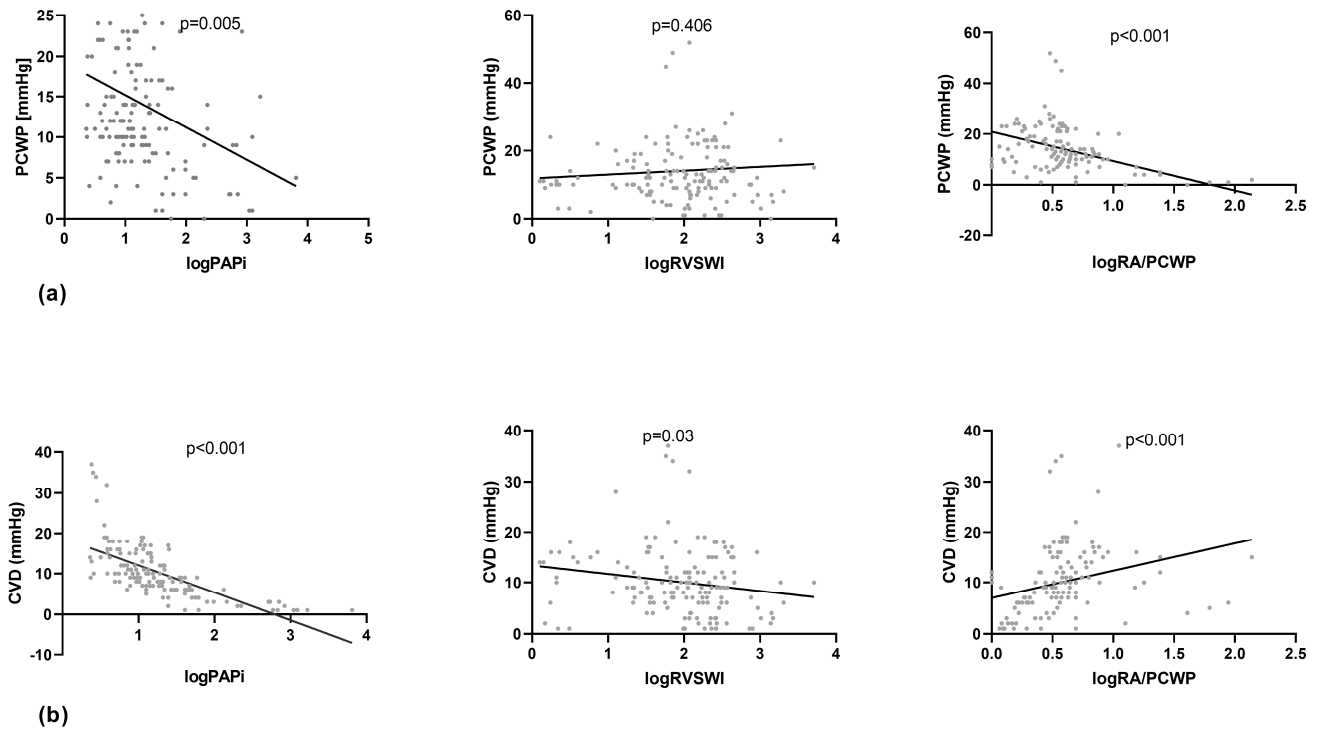 p=0.005
25
20
15
10
5
0
PCWP [mmHg]
0 1 2 3 4 5
logPAPi
p=0.406
60
40
20
0
PCWP (mmHg)
0 1 2 3 4
logRVSWI
p<0.001
60
40
20
0
-20
PCWP (mmHg)
0.5 1.0 1.5 2.0 2.5
logRA/PCWP
(a)
p<0.001
40
30
20
10
0
-10
CVD (mmHg)
1 2 3 4
logPAPi
p=0.03
40
30
20
10
0
CVD (mmHg)
0 1 2 3 4
logRVSWI
p<0.001
40
30
20
10
0
CVD (mmHg)
0.0 0.5 1.0 1.5 2.0 2.5
logRA/PCWP
(b)